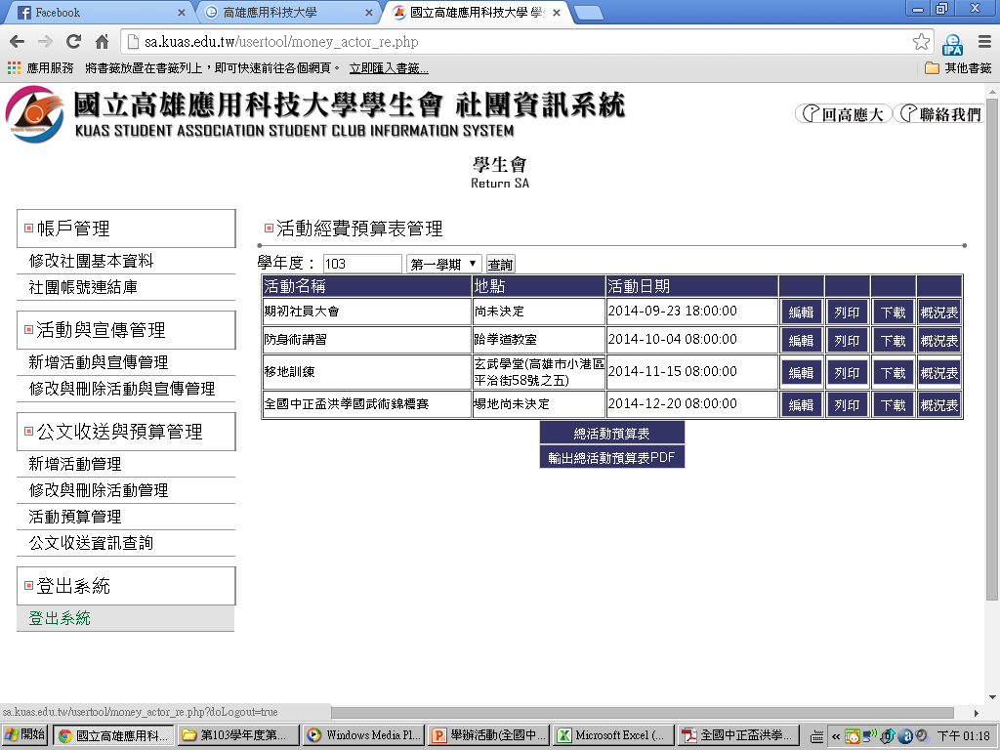 Facebook
高雄應用科技大學
國立高雄應用科技大學 學
sa.kuas.edu.tw/usertool/money_actor_re.php
IPA
應用服務 將書籤放置在書籤列上，即可快速前往各個網頁。 立即匯入書籤...
其他書籤
國立高雄應用科技大學學生會 社團資訊系統
KUAS STUDENT ASSOCIATION STUDENT CLUB INFORMATION SYSTEM
回高應大
聯絡我們
學生會
Return SA
帳戶管理
修改社團基本資料
社團帳號連結庫
活動與宣傳管理
新增活動與宣傳管理
修改與刪除活動與宣傳管理
公文收送與預算管理
新增活動管理
修改與刪除活動管理
活動預算管理
公文收送資訊查詢
登出系統
登出系統
活動經費預算表管理
學年度： 103 第一學期 查詢
活動名稱 地點 活動日期
期初社員大會 尚未決定 2014-09-23 18:00:00 編輯 列印 下載 概況表
防身術講習 跆拳道教室 2014-10-04 08:00:00 編輯 列印 下載 概況表
移地訓練 玄武學堂(高雄市小港區 2014-11-15 08:00:00 編輯 列印 下載 概況表
平治街58號之五)
全國中正盃洪拳國武術錦標賽 場地尚未決定 2014-12-20 08:00:00 編輯 列印 下載 概況表
總活動預算表
輸出總活動預算表PDF
sa.kuas.edu.tw/usertool/money_actor_re.php?doLogout=true
開始
國立高雄應用科...
第103學年度第...
Windows Media Pl...
舉辦活動(全國中...
Microsoft Excel (...
全國中正盃洪拳...
«
下午 01:18